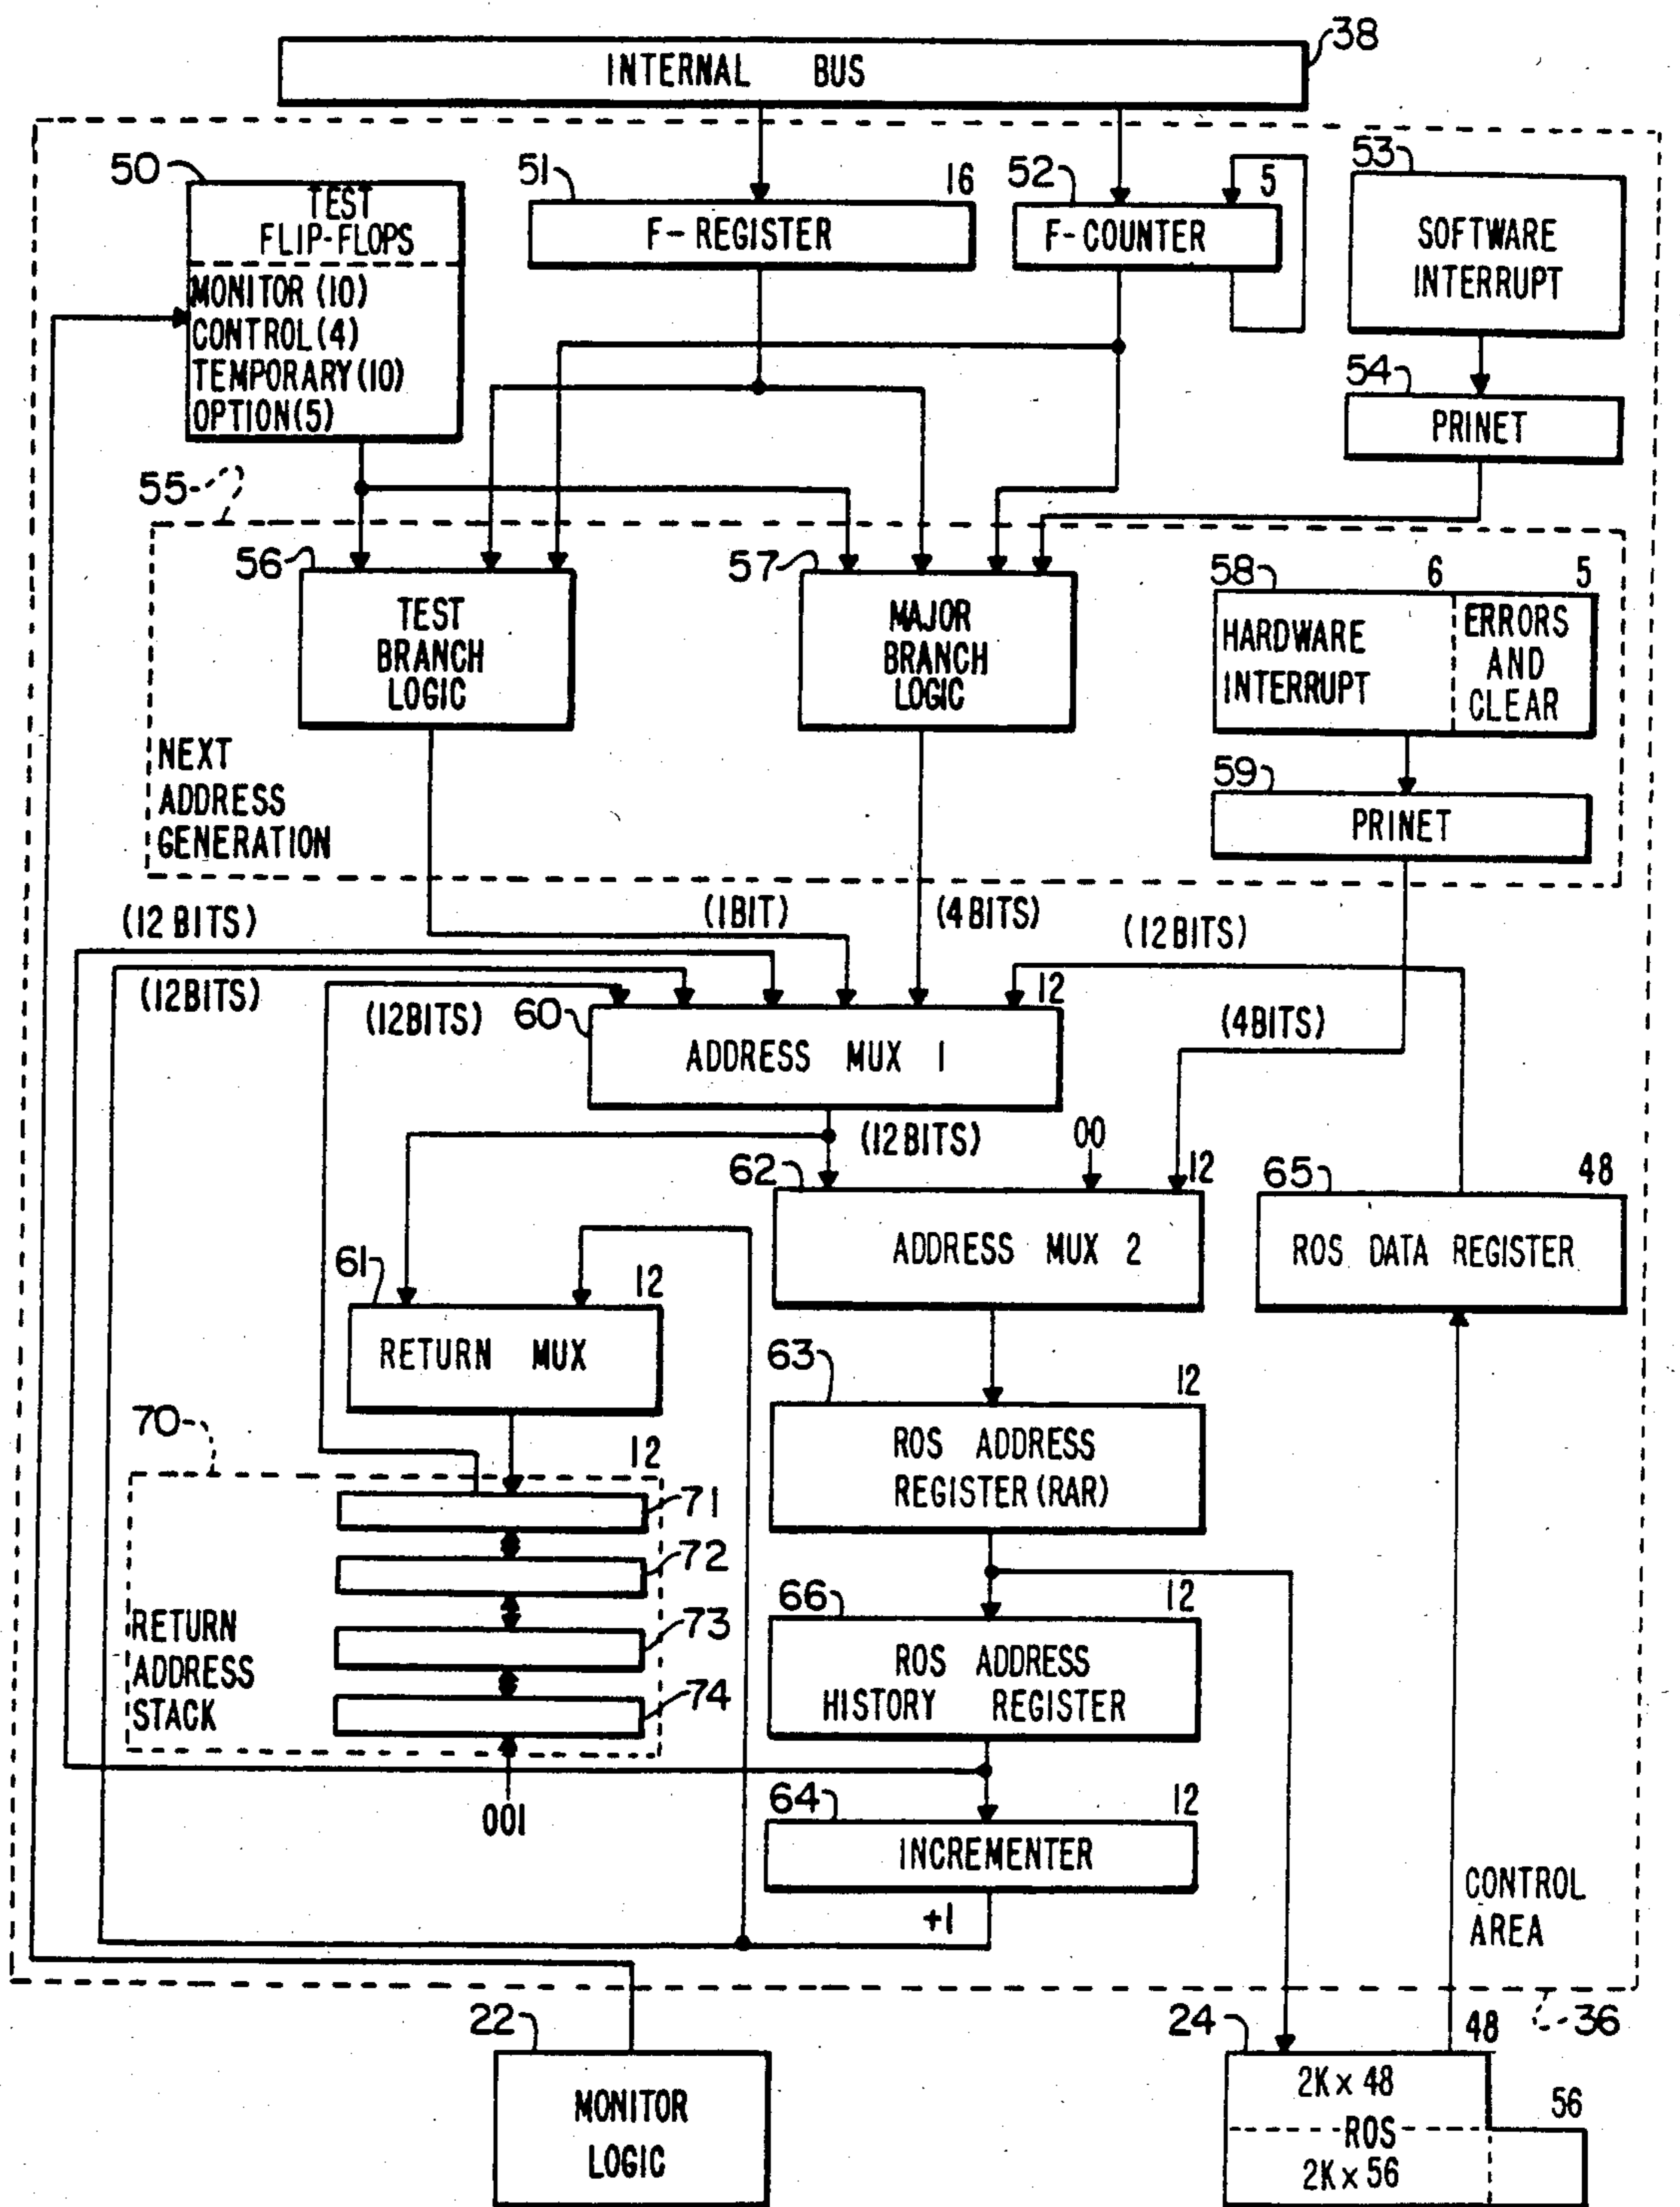 38
INTERNAL BUS
50
TEST
FLIP-FLOPS
MONITOR (10)
CONTROL (4)
TEMPORARY (10)
OPTION (5)
51
16
F-REGISTER
52
5
F-COUNTER
53
SOFTWARE
INTERRUPT
54
PRINET
55
56
TEST
BRANCH
LOGIC
57
MAJOR
BRANCH
LOGIC
58
6
5
HARDWARE
INTERRUPT
ERRORS
AND
CLEAR
59
PRINET
NEXT
ADDRESS
GENERATION
(12 BITS)
(1 BIT)
(4 BITS)
(12 BITS)
(12 BITS)
(12 BITS)
60
12
(4 BITS)
ADDRESS MUX 1
(12 BITS)
00
62
12
ADDRESS MUX 2
65
48
ROS DATA REGISTER
61
12
RETURN MUX
63
12
ROS ADDRESS
REGISTER (RAR)
70
12
71
72
73
74
RETURN
ADDRESS
STACK
001
66
12
ROS ADDRESS
HISTORY REGISTER
64
12
INCREMENTER
+1
CONTROL
AREA
36
22
MONITOR
LOGIC
24
48
2K x 48
ROS
2K x 56
56